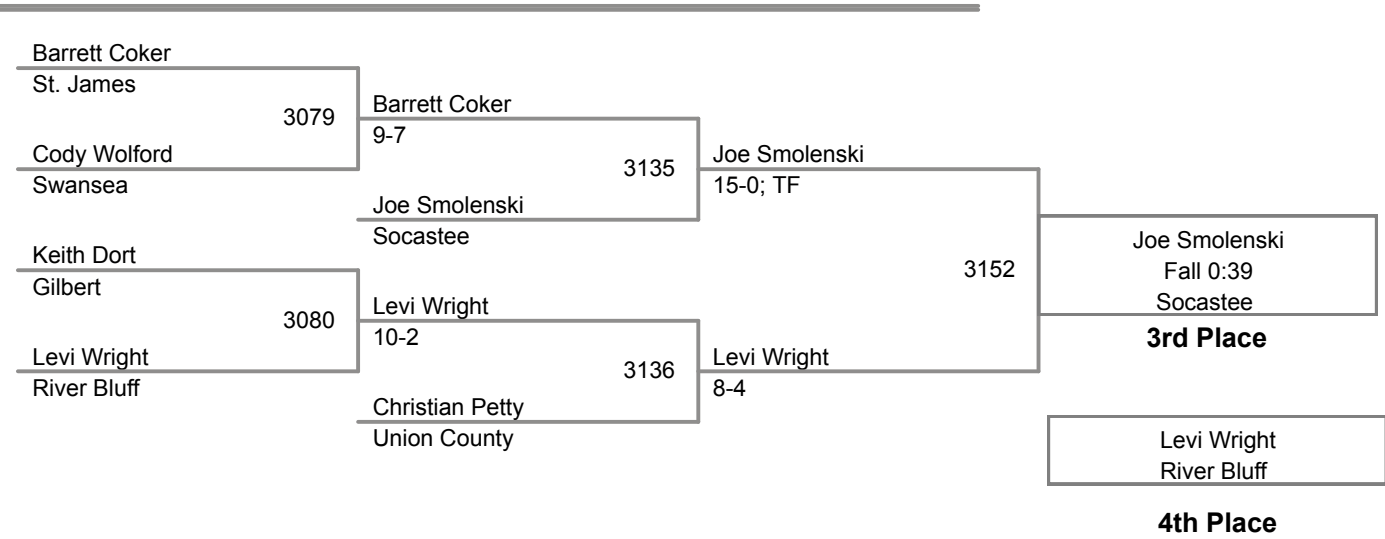 Barrett Coker
St. James
3079
Cody Wolford
Swansea
Keith Dort
Gilbert
3080
Levi Wright
River Bluff
Barrett Coker
9-7
3135
Joe Smolenski
Socastee
Levi Wright
10-2
3136
Christian Petty
Union County
Joe Smolenski
15-0; TF
3152
Levi Wright
8-4
Joe Smolenski
Fall 0:39
Socastee
3rd Place
Levi Wright
River Bluff
4th Place